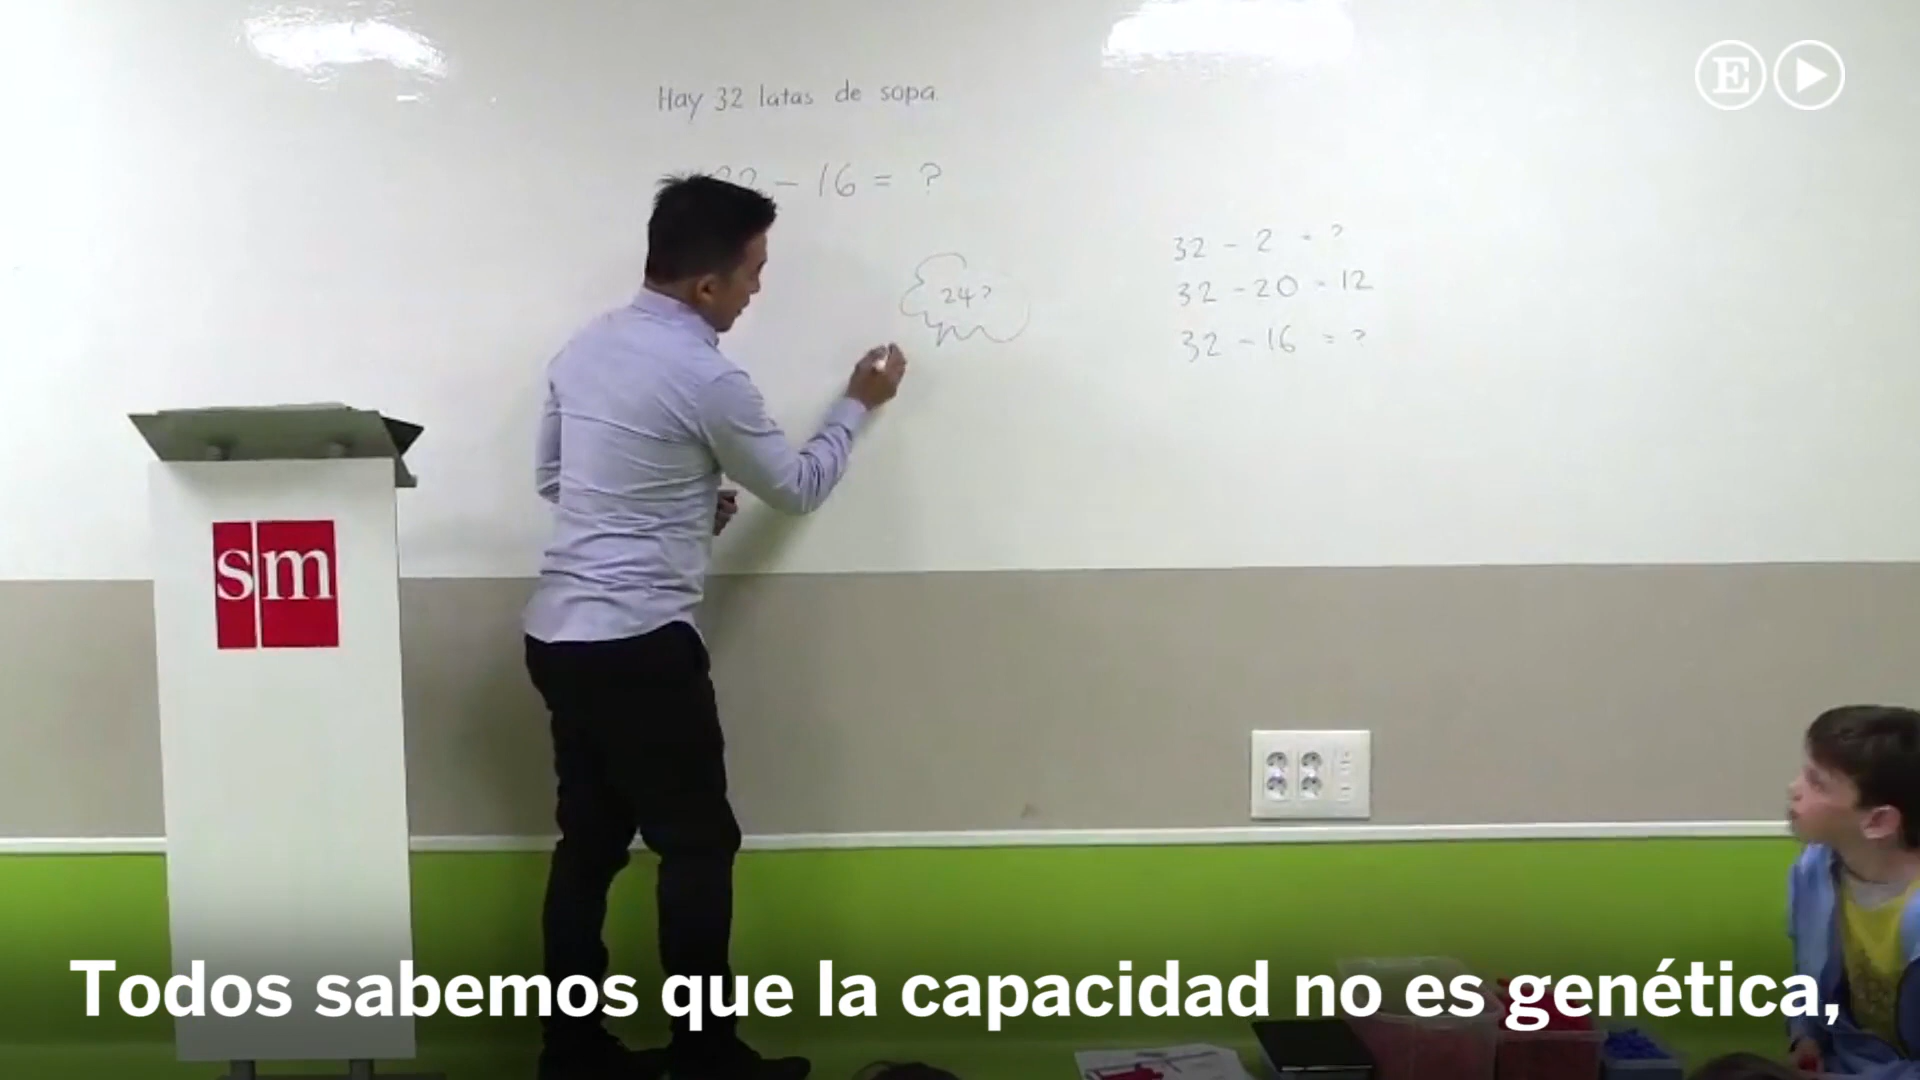 Hay 32 latas de sopa.
32 - 16 = ?
24?
32 - 2 = ?
32 - 20 = 12
32 - 16 = ?
sm
E
Todos sabemos que la capacidad no es genética,